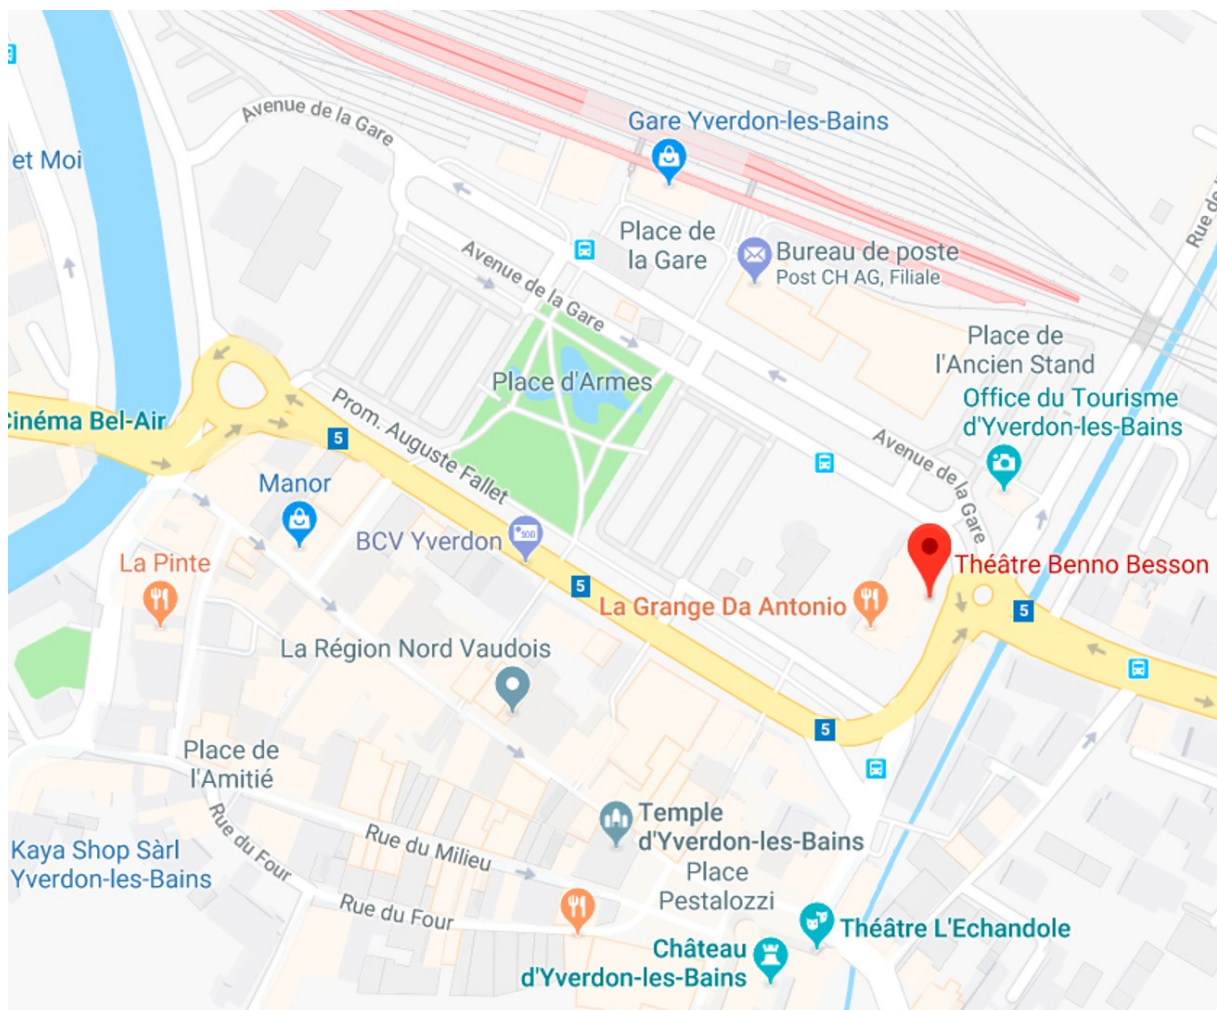 Avenue de la Gare
Gare Yverdon-les-Bains
et Moi
Rue de
Place de
la Gare
Avenue de la Gare
Bureau de poste
Post CH AG, Filiale
Place de
l'Ancien Stand
Place d'Armes
Office du Tourisme
d'Yverdon-les-Bains
Cinéma Bel-Air
Prom. Auguste Fallet
5
Avenue de la Gare
Manor
100
BCV Yverdon
La Pinte
Théâtre Benno Besson
5
La Grange Da Antonio
5
La Région Nord Vaudois
5
Place de
l'Amitié
Temple
d'Yverdon-les-Bains
Rue du Four
Rue du Milieu
Kaya Shop Sàrl
Yverdon-les-Bains
Place
Pestalozzi
Rue du Four
Théâtre L'Echandole
Château
d'Yverdon-les-Bains